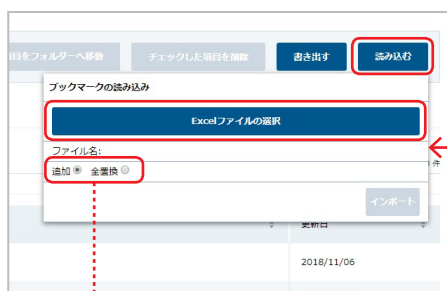 項目をフォルダーへ移動 チェックした項目を削除 書き出す 読み込む
ブックマークの読み込み
Excelファイルの選択
ファイル名:
件
追加 全置換
インポート
更新日
2018/11/06